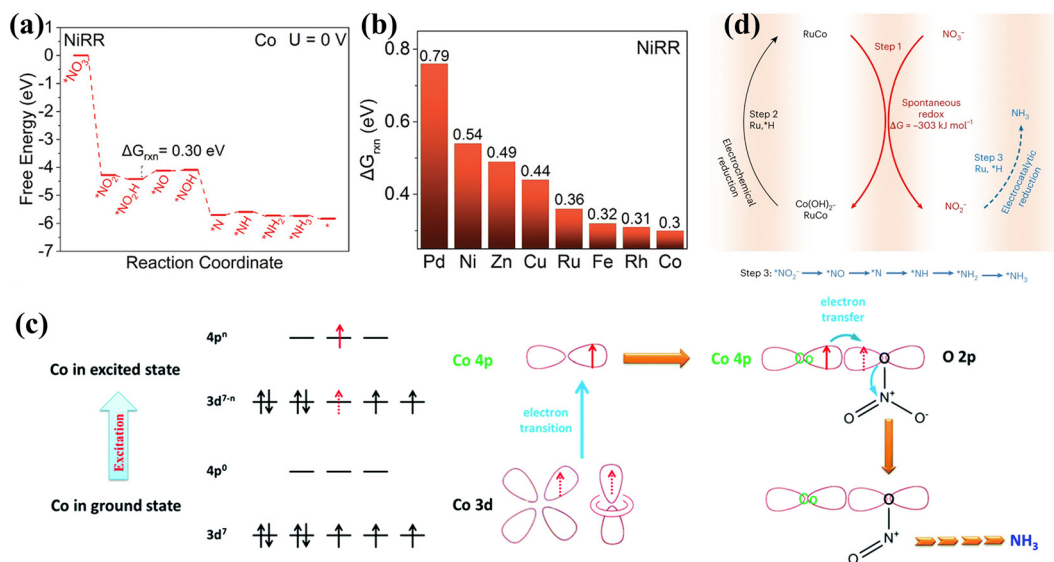 (a)
NiRR
Co
U = 0 V
Free Energy (eV)
0
-1
-2
-3
-4
-5
-6
-7
*NO3
*NO2
*NO2H
ΔGrxn = 0.30 eV
*NO
*NOH
*N
*NH
*NH2
*NH3
*
Reaction Coordinate
(b)
NiRR
ΔGrxn (eV)
0.8
0.6
0.4
0.79
0.54
0.49
0.44
0.36
0.32
0.31
0.3
Pd Ni Zn Cu Ru Fe Rh Co
(d)
RuCo
Step 1
NO3−
Step 2
Ru,*H
Electrochemical
reduction
Spontaneous
redox
ΔG = −303 kJ mol−1
NH3
Step 3
Ru, *H
Electrocatalytic
reduction
Co(OH)2−
RuCo
NO2−
Step 3: *NO2− *NO *N *NH *NH2 *NH3
(c)
4pn
Co in excited state
3d7-n
Excitation
4p0
Co in ground state
3d7
Co 4p
electron
transition
Co 3d
electron
transfer
Co 4p
Co
O
O 2p
N+
O
O-
Co
O
N+
O
NH3